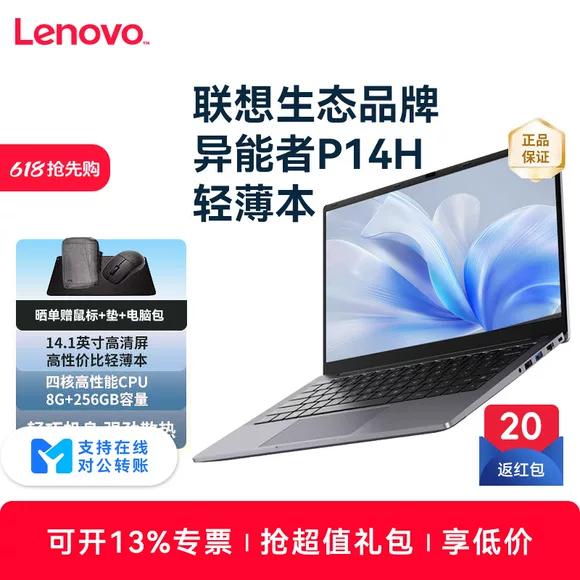 Lenovo
联想生态品牌
异能者P14H
轻薄本
正品
保证
618抢先购
晒单赠鼠标+垫+电脑包
14.1英寸高清屏
高性价比轻薄本
四核高性能CPU
8G+256GB容量
支持在线
对公转账
20
返红包
可开13%专票 | 抢超值礼包 | 享低价